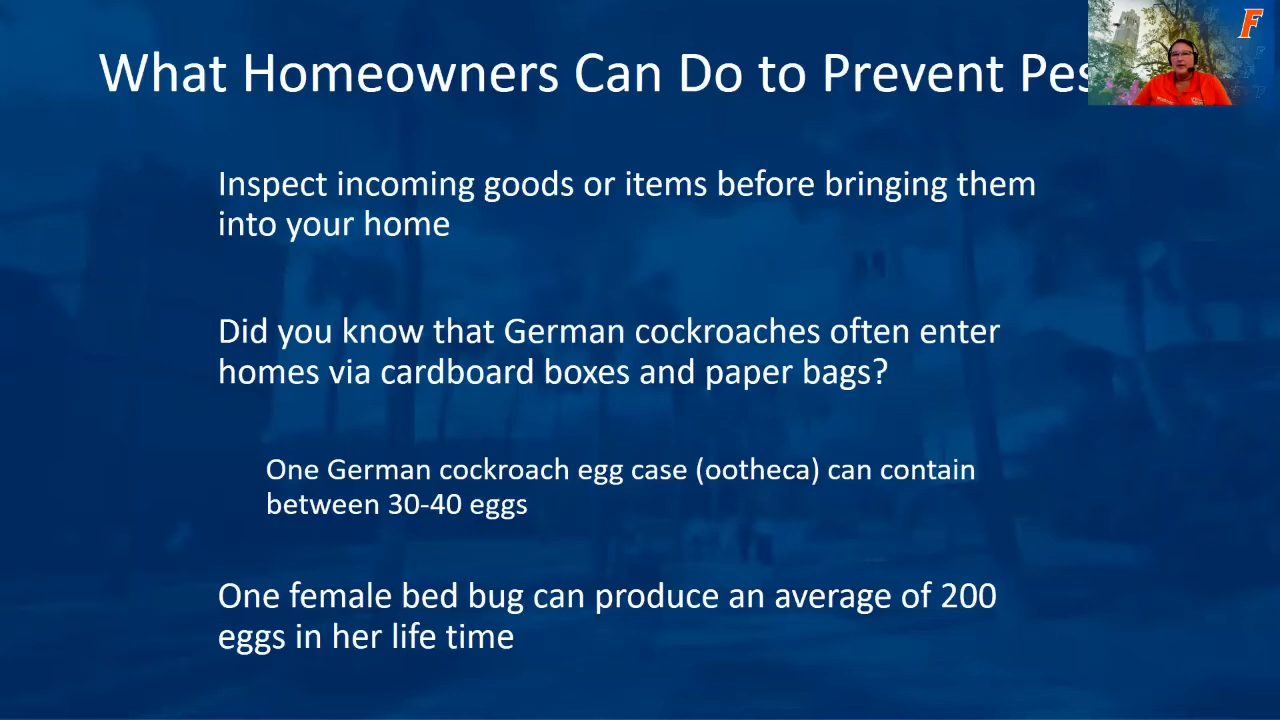 What Homeowners Can Do to Prevent Pes
F
Inspect incoming goods or items before bringing them
into your home
Did you know that German cockroaches often enter
homes via cardboard boxes and paper bags?
One German cockroach egg case (ootheca) can contain
between 30-40 eggs
One female bed bug can produce an average of 200
eggs in her life time